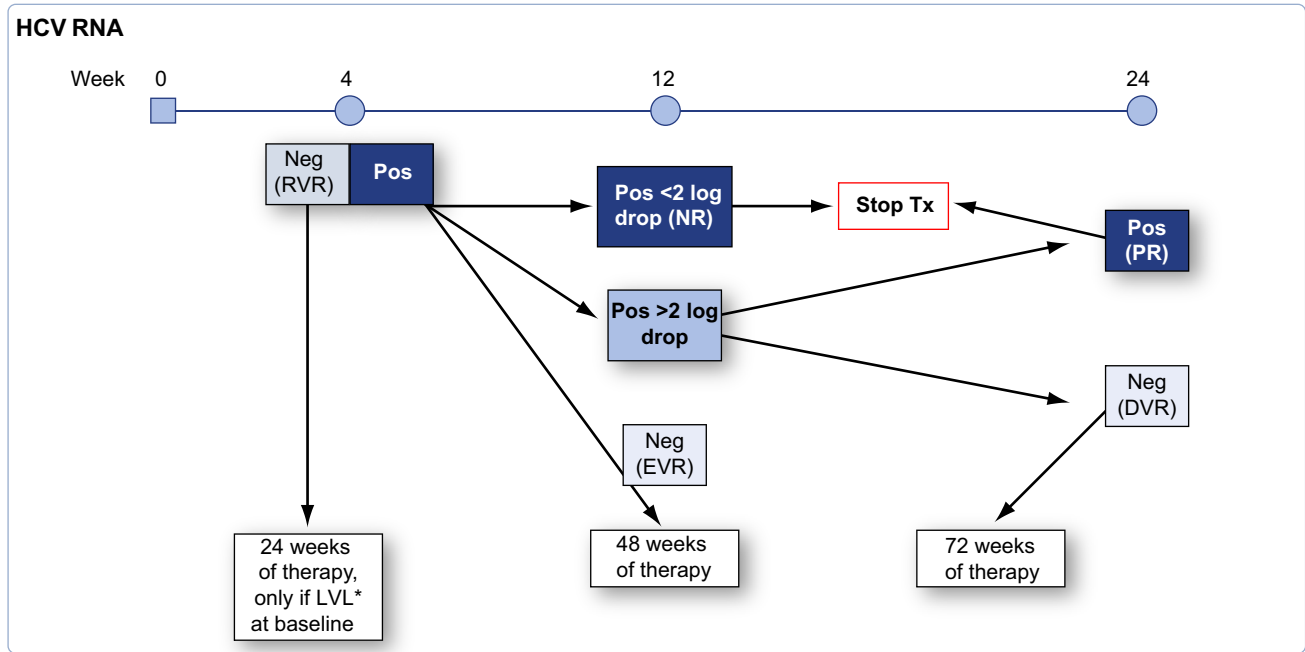 HCV RNA
Week 0 4 12 24
Neg
(RVR)
Pos
Pos <2 log
drop (NR)
Stop Tx
Pos
(PR)
Pos >2 log
drop
Neg
(DVR)
Neg
(EVR)
24 weeks
of therapy,
only if LVL*
at baseline
48 weeks
of therapy
72 weeks
of therapy